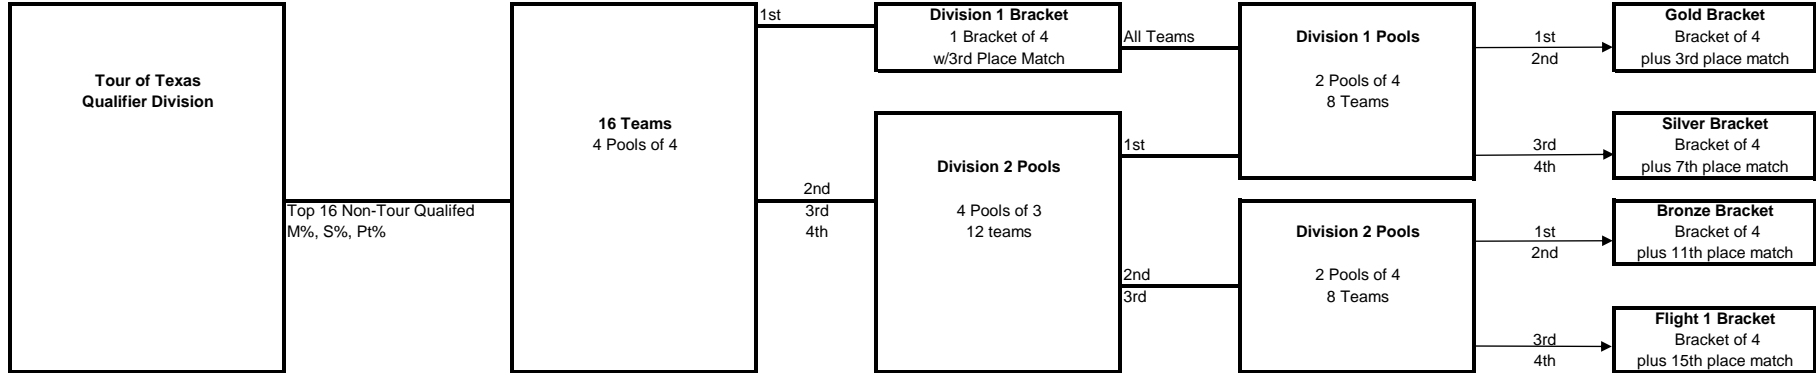 Tour of Texas
Qualifier Division
Top 16 Non-Tour Qualifed
M%, S%, Pt%
16 Teams
4 Pools of 4
1st
2nd
3rd
4th
Division 1 Bracket
1 Bracket of 4
w/3rd Place Match
Division 2 Pools
4 Pools of 3
12 teams
All Teams
1st
2nd
3rd
Division 1 Pools
2 Pools of 4
8 Teams
Division 2 Pools
2 Pools of 4
8 Teams
1st
2nd
3rd
4th
1st
2nd
3rd
4th
Gold Bracket
Bracket of 4
plus 3rd place match
Silver Bracket
Bracket of 4
plus 7th place match
Bronze Bracket
Bracket of 4
plus 11th place match
Flight 1 Bracket
Bracket of 4
plus 15th place match